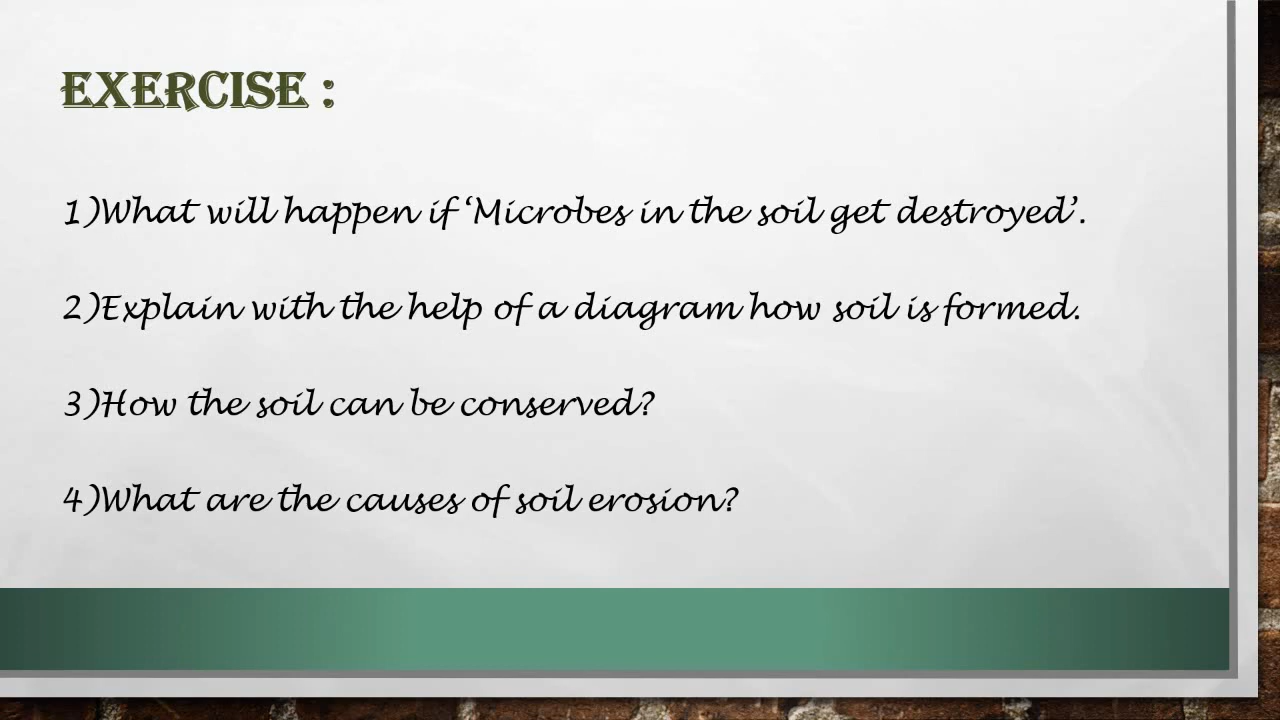 EXERCISE :
1)What will happen if ‘Microbes in the soil get destroyed’.
2)Explain with the help of a diagram how soil is formed.
3)How the soil can be conserved?
4)What are the causes of soil erosion?